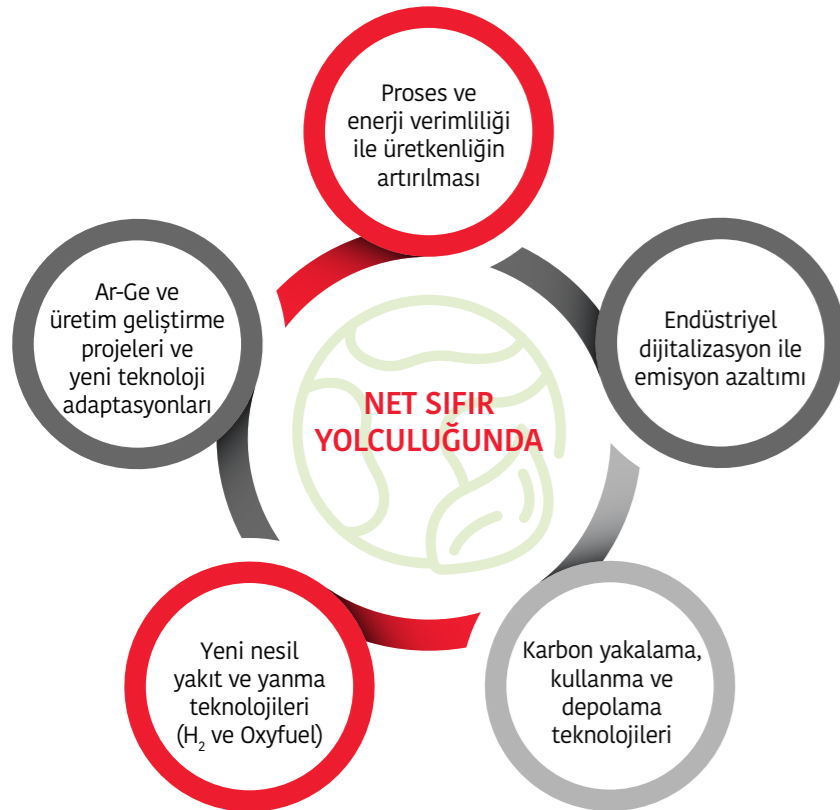 Proses ve
enerji verimliliği
ile üretkenliğin
artırılması
Ar-Ge ve
üretim geliştirme
projeleri ve
yeni teknoloji
adaptasyonları
Endüstriyel
dijitalizasyon ile
emisyon azaltımı
NET SIFIR
YOLCULUĞUNDA
Yeni nesil
yakıt ve yanma
teknolojileri
(H₂ ve Oxyfuel)
Karbon yakalama,
kullanma ve
depolama
teknolojileri